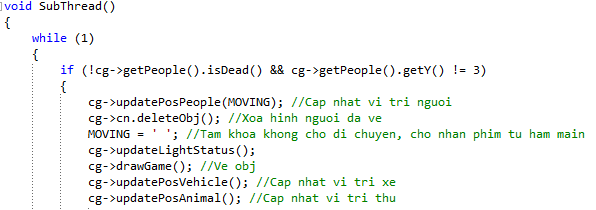 void SubThread()
{
while (1)
{
if (!cg->getPeople().isDead() && cg->getPeople().getY() != 3)
{
cg->updatePosPeople(MOVING); //Cap nhat vi tri nguoi
cg->cn.deleteObj(); //Xoa hinh nguoi da ve
MOVING = ' '; //Tam khoa khong cho di chuyen, cho nhan phim tu ham main
cg->updateLightStatus();
cg->drawGame(); //Ve obj
cg->updatePosVehicle(); //Cap nhat vi tri xe
cg->updatePosAnimal(); //Cap nhat vi tri thu